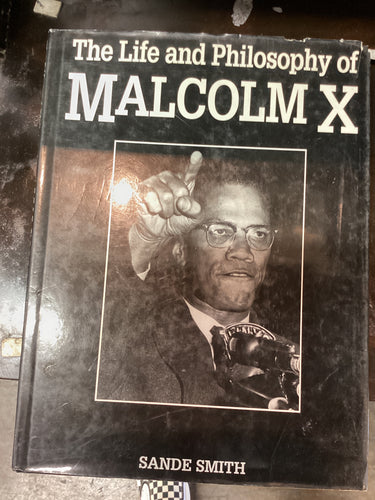 The Life and Philosophy of
MALCOLM X
SANDE SMITH